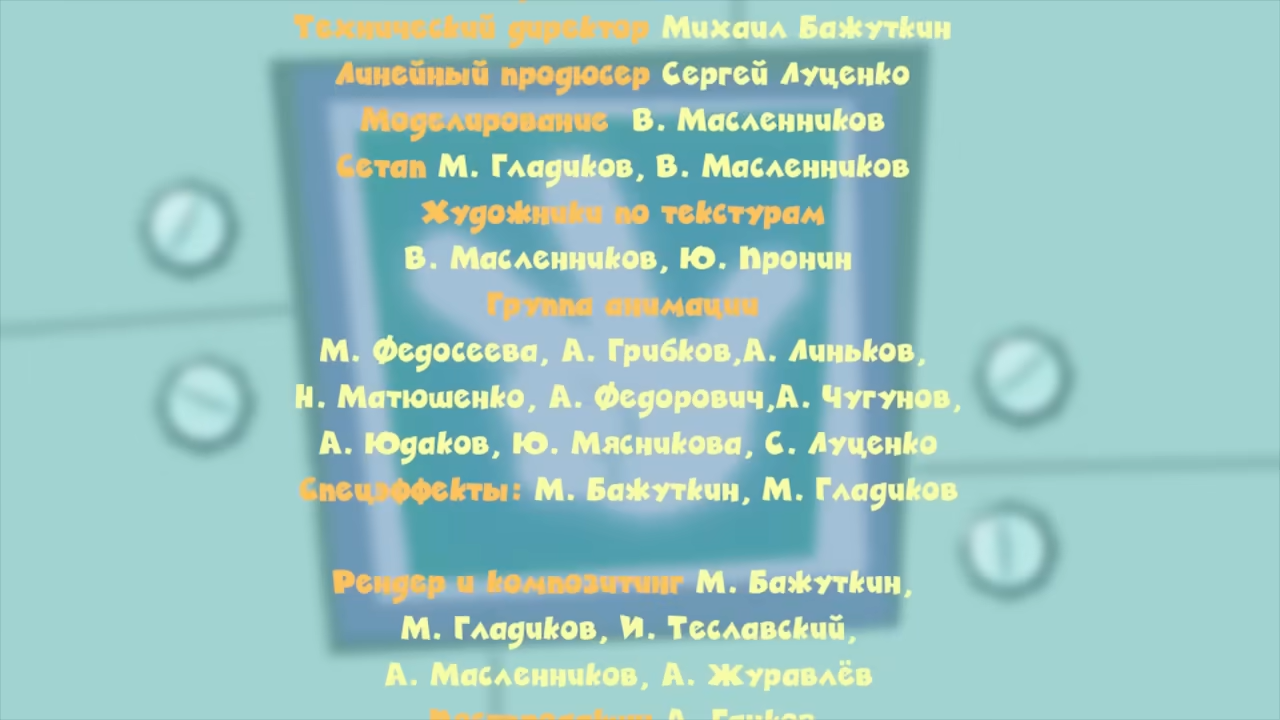 Технический директор Михаил Бажуткин
Линейный продюсер Сергей Луценко
Моделирование В. Масленников
Сетап М. Гладиков, В. Масленников
Художники по текстурам
В. Масленников, Ю. Пронин
Группа анимации
М. Федосеева, А. Грибков,А. Линьков,
Н. Матюшенко, А. Федорович,А. Чугунов,
А. Юдаков, Ю. Мясникова, С. Луценко
Спецэффекты: М. Бажуткин, М. Гладиков
Рендер и композитинг М. Бажуткин,
М. Гладиков, И. Теславский,
А. Масленников, А. Журавлёв